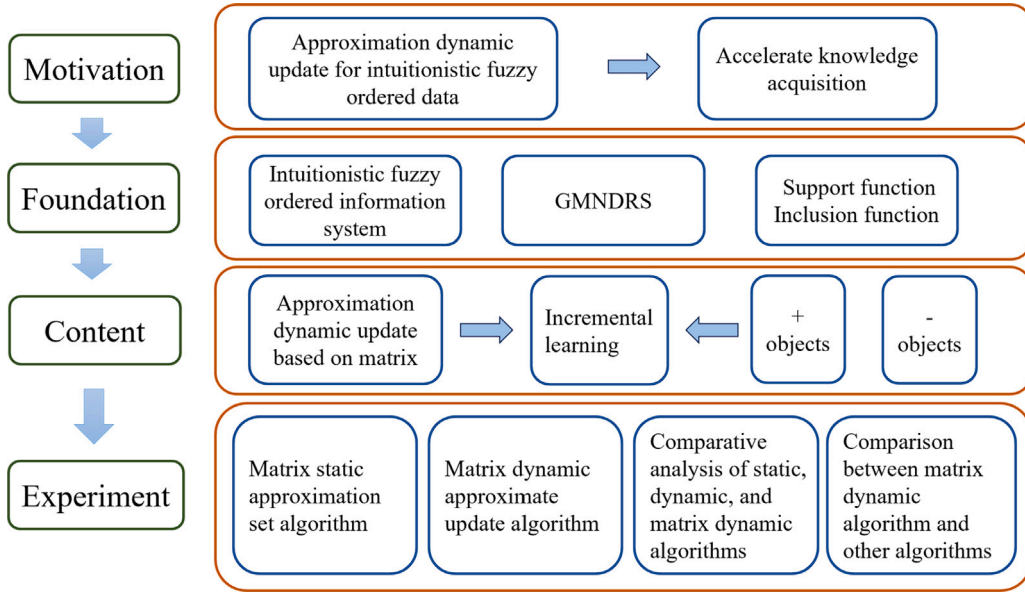 Motivation
Approximation dynamic
update for intuitionistic fuzzy
ordered data
Accelerate knowledge
acquisition
Foundation
Intuitionistic fuzzy
ordered information
system
GMNDRS
Support function
Inclusion function
Content
Approximation
dynamic update
based on matrix
Incremental
learning
+
objects
-
objects
Experiment
Matrix static
approximation
set algorithm
Matrix dynamic
approximate
update algorithm
Comparative
analysis of static,
dynamic, and
matrix dynamic
algorithms
Comparison
between matrix
dynamic
algorithm and
other algorithms